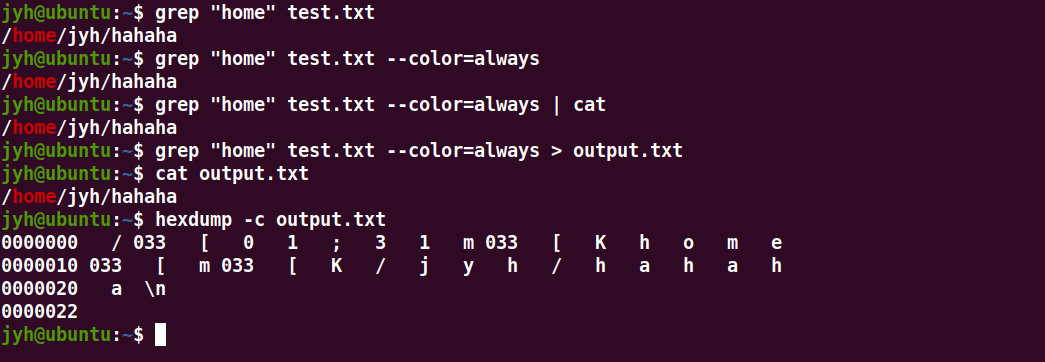 jyh@ubuntu:~$ grep "home" test.txt
/home/jyh/hahaha
jyh@ubuntu:~$ grep "home" test.txt --color=always
/home/jyh/hahaha
jyh@ubuntu:~$ grep "home" test.txt --color=always | cat
/home/jyh/hahaha
jyh@ubuntu:~$ grep "home" test.txt --color=always > output.txt
jyh@ubuntu:~$ cat output.txt
/home/jyh/hahaha
jyh@ubuntu:~$ hexdump -c output.txt
0000000   / 033   [   0   1   ;   3   1   m 033   [   K   h   o   m   e
0000010 033   [   m 033   [   K   /   j   y   h   /   h   a   h   a   h
0000020   a  \n
0000022
jyh@ubuntu:~$